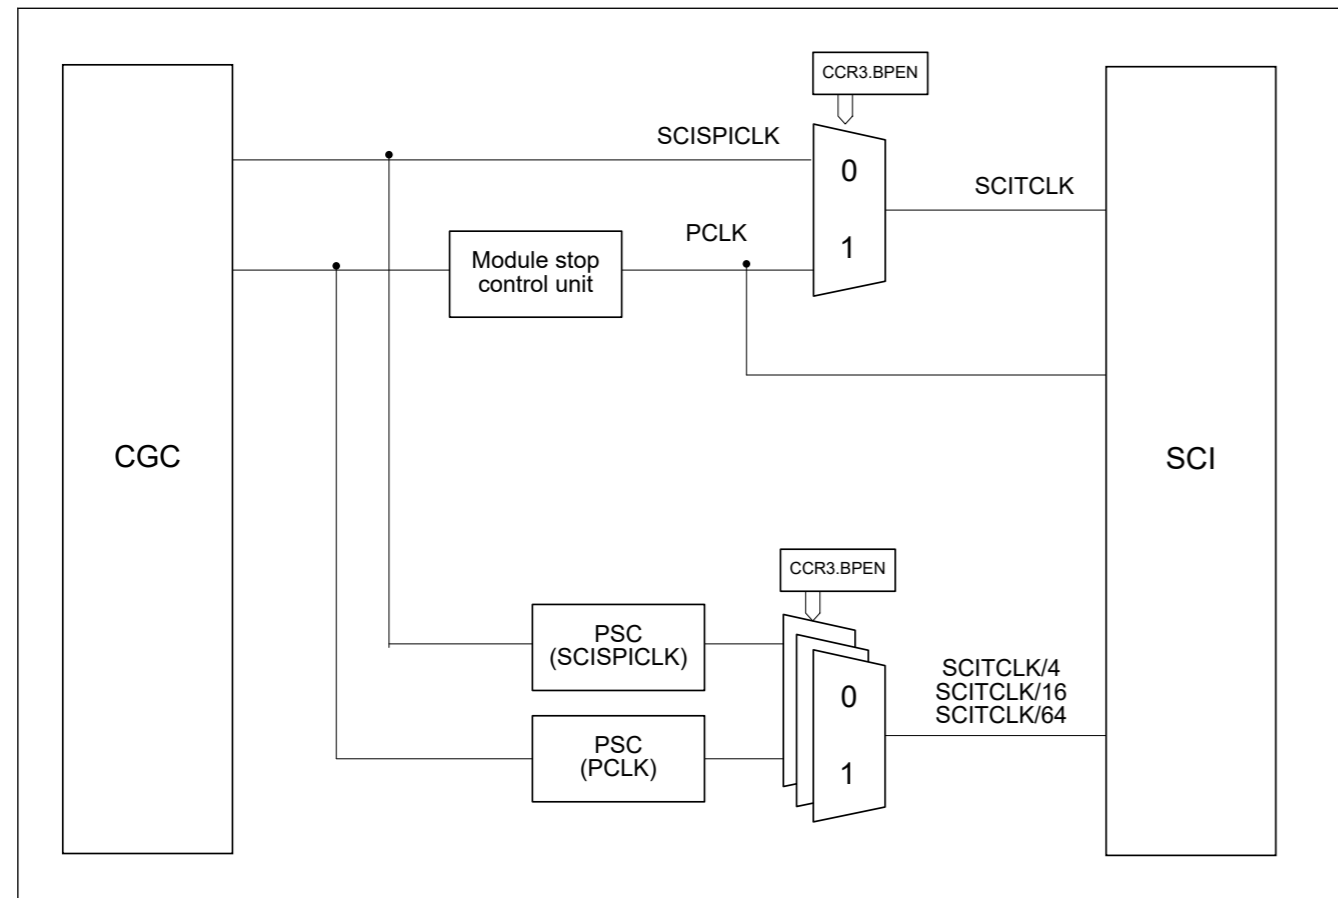 CCR3.BPEN
SCISPICLK
0
SCITCLK
PCLK
1
Module stop
control unit
CGC
SCI
CCR3.BPEN
PSC
(SCISPICLK)
SCITCLK/4
SCITCLK/16
SCITCLK/64
0
PSC
(PCLK)
1